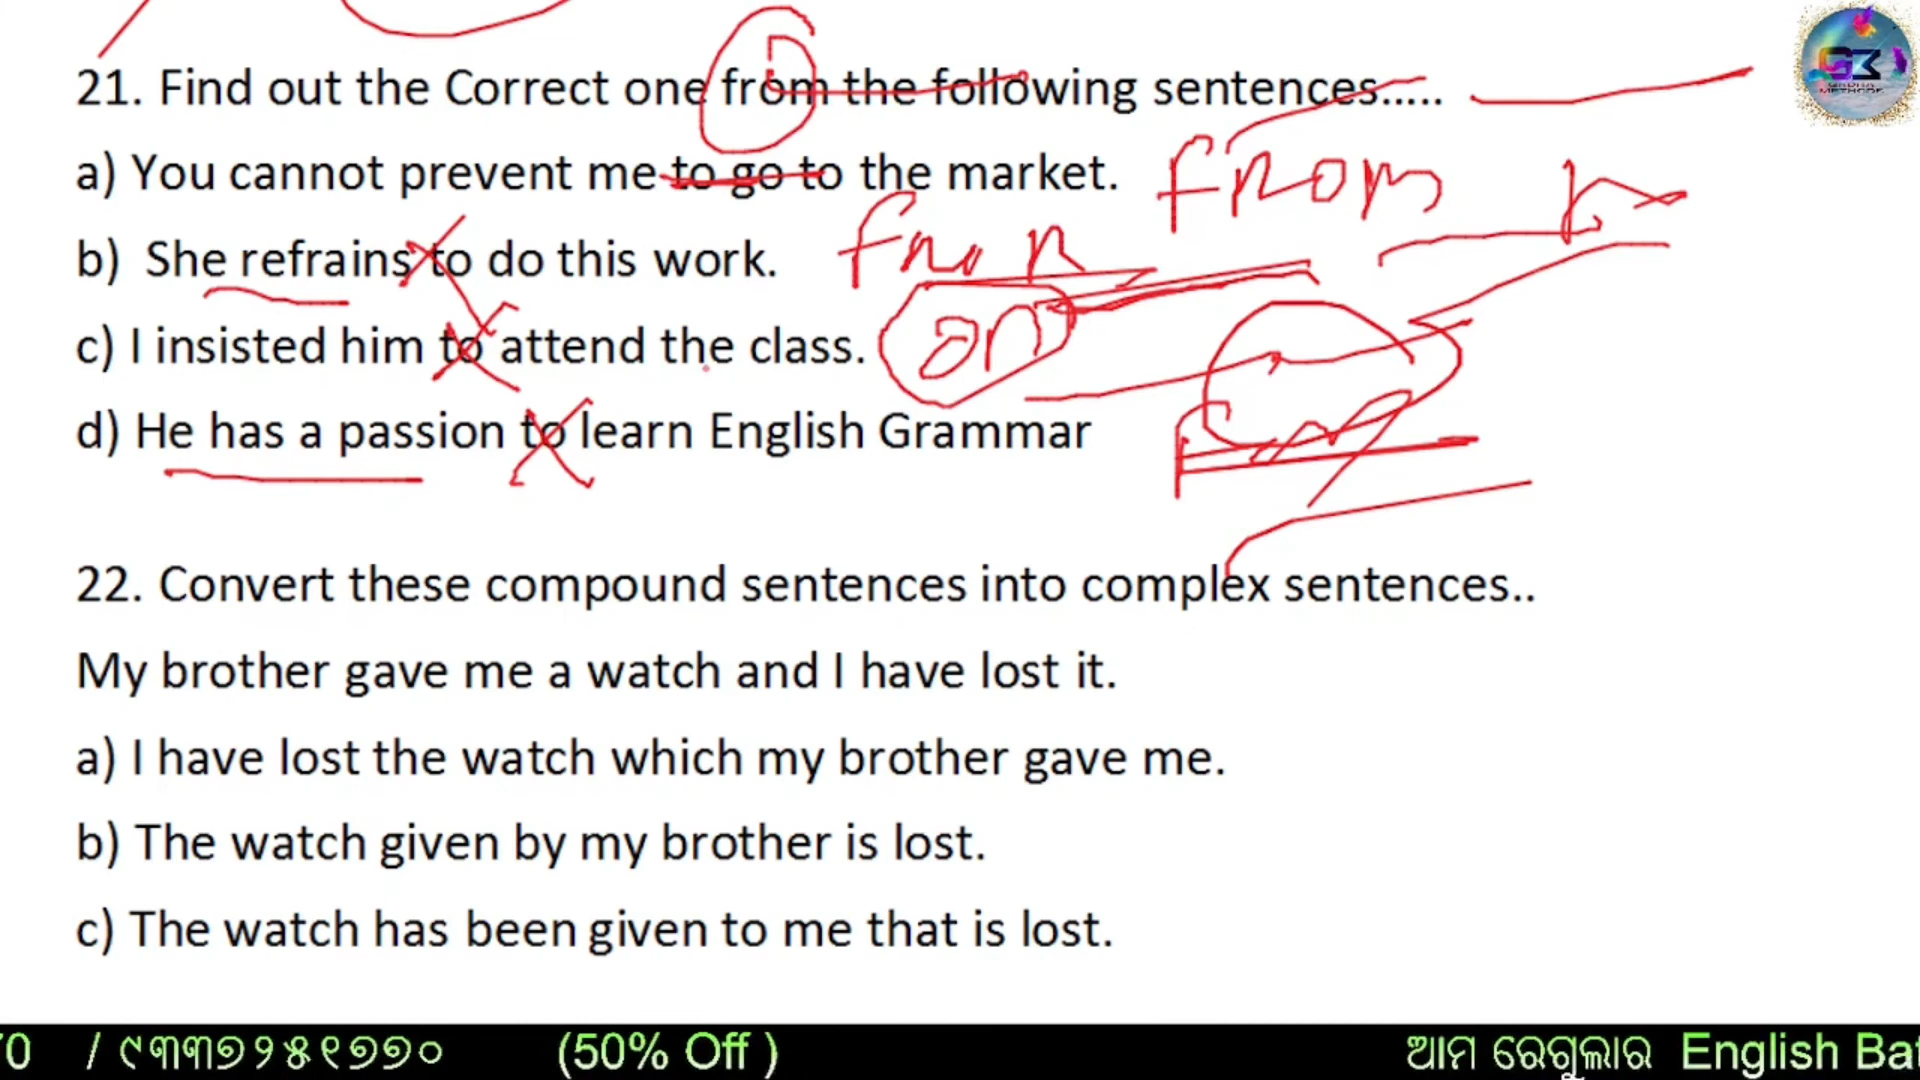 21. Find out the Correct one from the following sentences.....
a) You cannot prevent me to go to the market. from
b) She refrains to do this work. from
c) I insisted him to attend the class. on
d) He has a passion to learn English Grammar for
22. Convert these compound sentences into complex sentences..
My brother gave me a watch and I have lost it.
a) I have lost the watch which my brother gave me.
b) The watch given by my brother is lost.
c) The watch has been given to me that is lost.
70 / ୯୩୩୭୨୫୧୭୭୦ (50% Off ) ଆମ ରେଗୁଲାର English Bat